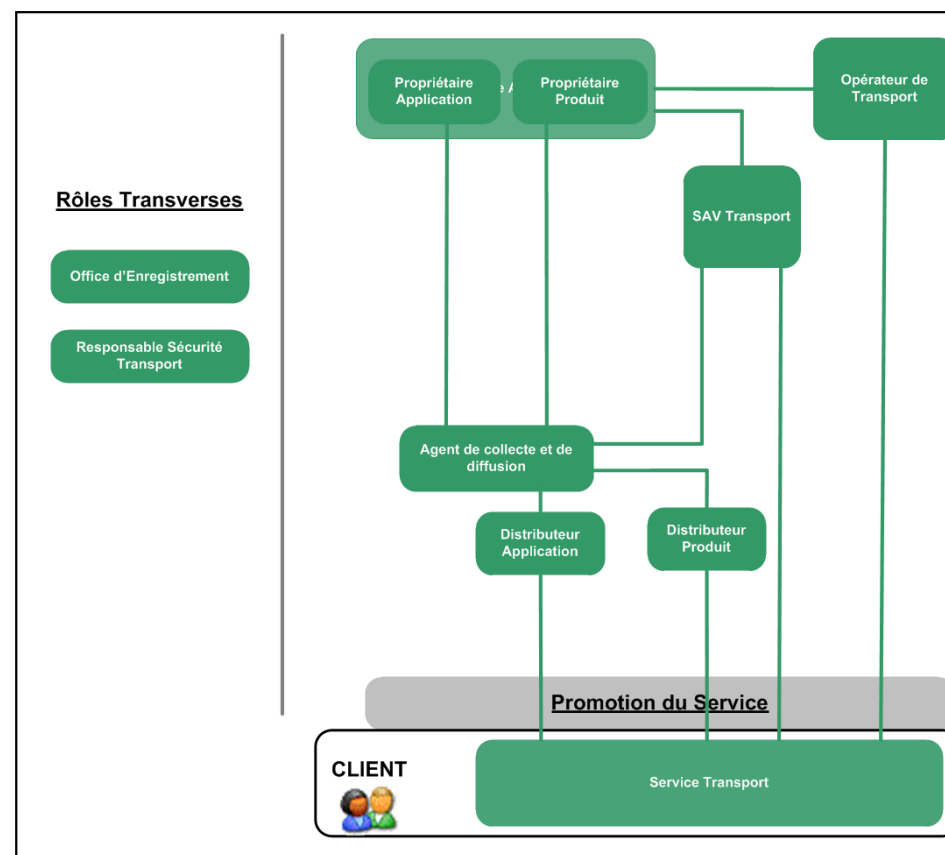 Propriétaire
Application
Propriétaire
Produit
Opérateur de
Transport
SAV Transport
Rôles Transverses
Office d'Enregistrement
Responsable Sécurité
Transport
Agent de collecte et de
diffusion
Distributeur
Application
Distributeur
Produit
Promotion du Service
CLIENT
Service Transport